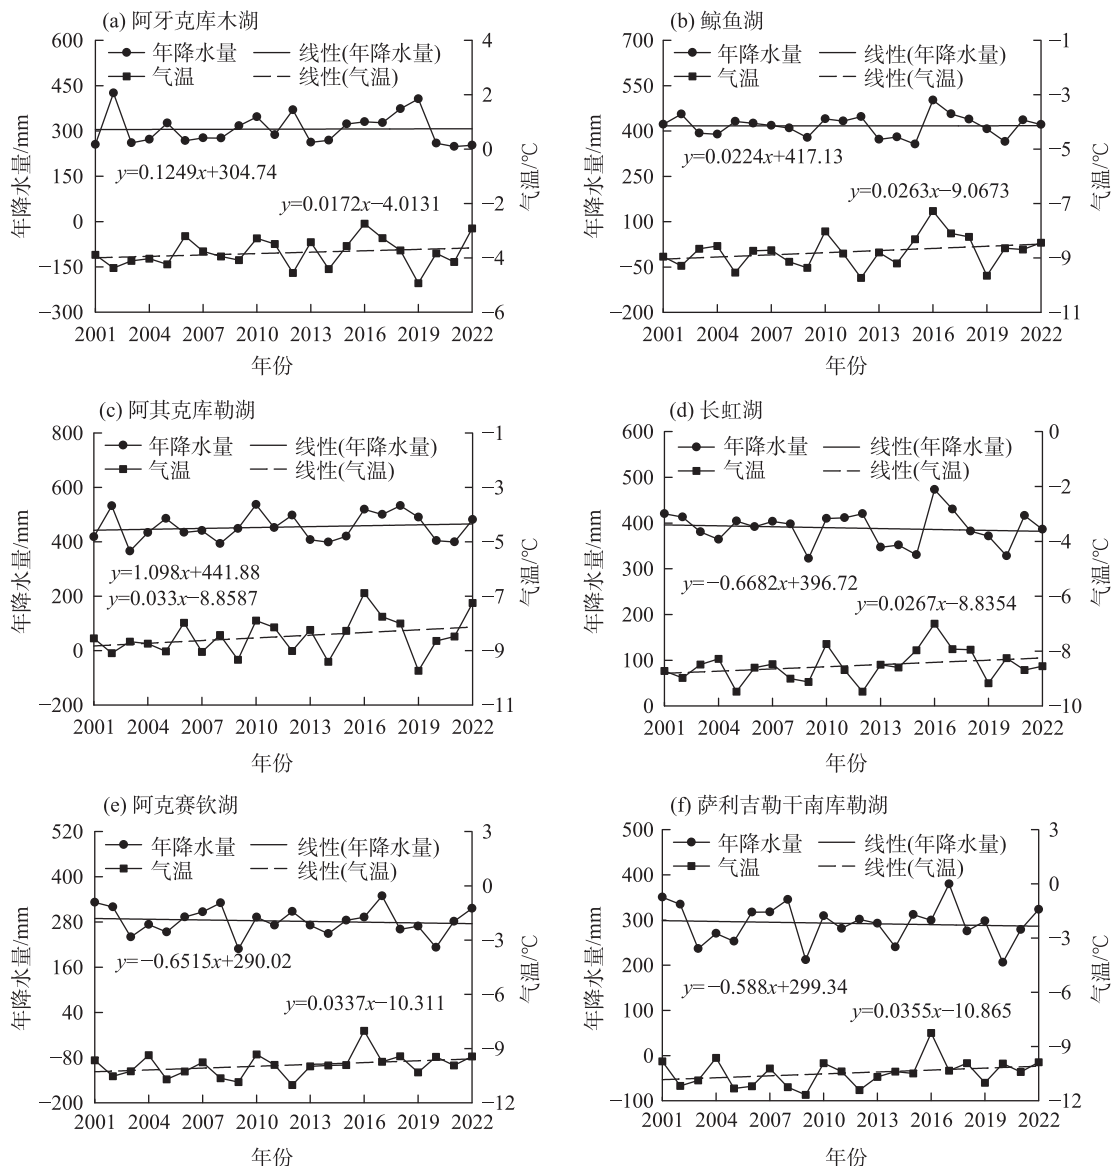 (a) 阿牙克库木湖
600
450
300
150
0
−150
−300
4
2
0
−2
−4
−6
年降水量/mm
气温/℃
年降水量
线性(年降水量)
气温
线性(气温)
y=0.1249x+304.74
y=0.0172x−4.0131
2001 2004 2007 2010 2013 2016 2019 2022
年份
(b) 鲸鱼湖
700
550
400
250
100
−50
−200
−1
−3
−5
−7
−9
−11
年降水量/mm
气温/℃
年降水量
线性(年降水量)
气温
线性(气温)
y=0.0224x+417.13
y=0.0263x−9.0673
2001 2004 2007 2010 2013 2016 2019 2022
年份
(c) 阿其克库勒湖
800
600
400
200
0
−200
−1
−3
−5
−7
−9
−11
年降水量/mm
气温/℃
年降水量
线性(年降水量)
气温
线性(气温)
y=1.098x+441.88
y=0.033x−8.8587
2001 2004 2007 2010 2013 2016 2019 2022
年份
(d) 长虹湖
600
500
400
300
200
100
0
0
−2
−4
−6
−8
−10
年降水量/mm
气温/℃
年降水量
线性(年降水量)
气温
线性(气温)
y=−0.6682x+396.72
y=0.0267x−8.8354
2001 2004 2007 2010 2013 2016 2019 2022
年份
(e) 阿克赛钦湖
520
400
280
160
40
−80
−200
3
0
−3
−6
−9
−12
年降水量/mm
气温/℃
年降水量
线性(年降水量)
气温
线性(气温)
y=−0.6515x+290.02
y=0.0337x−10.311
2001 2004 2007 2010 2013 2016 2019 2022
年份
(f) 萨利吉勒干南库勒湖
500
400
300
200
100
0
−100
3
0
−3
−6
−9
−12
年降水量/mm
气温/℃
年降水量
线性(年降水量)
气温
线性(气温)
y=−0.588x+299.34
y=0.0355x−10.865
2001 2004 2007 2010 2013 2016 2019 2022
年份